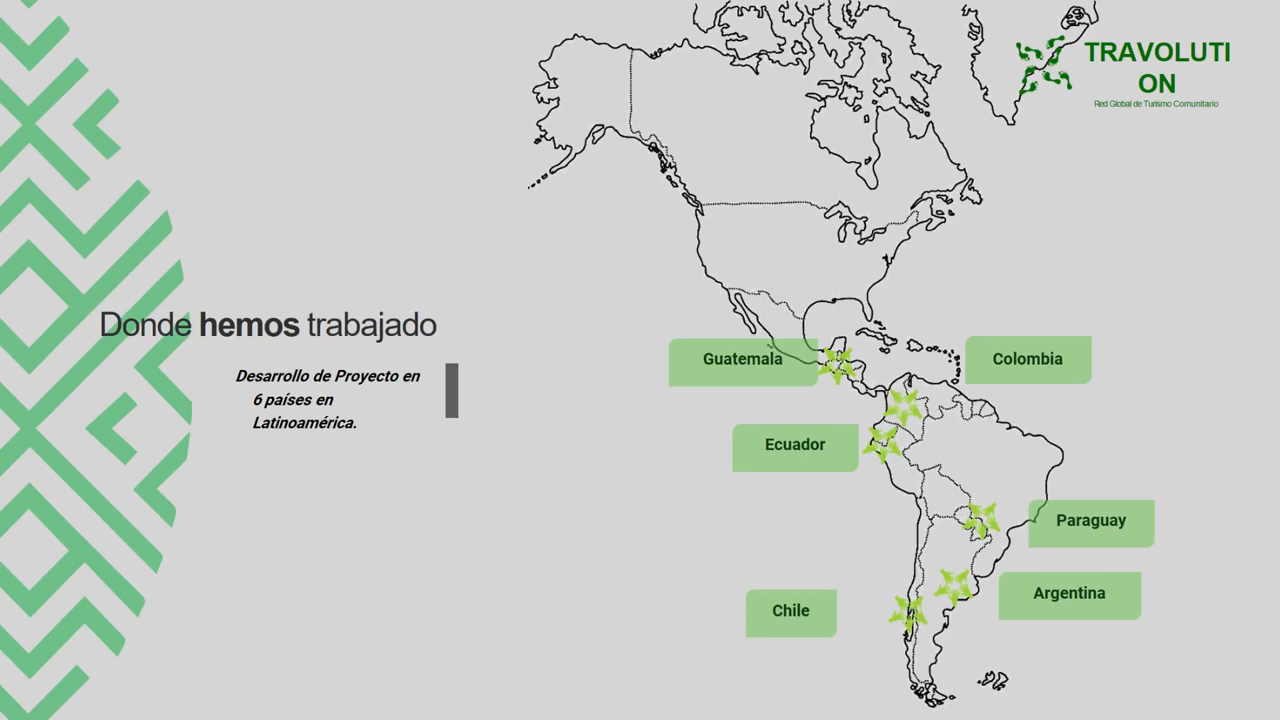 TRAVOLUTI
ON
Red Global de Turismo Comunitario
Donde hemos trabajado
Desarrollo de Proyecto en
6 países en
Latinoamérica.
Guatemala
Colombia
Ecuador
Paraguay
Argentina
Chile